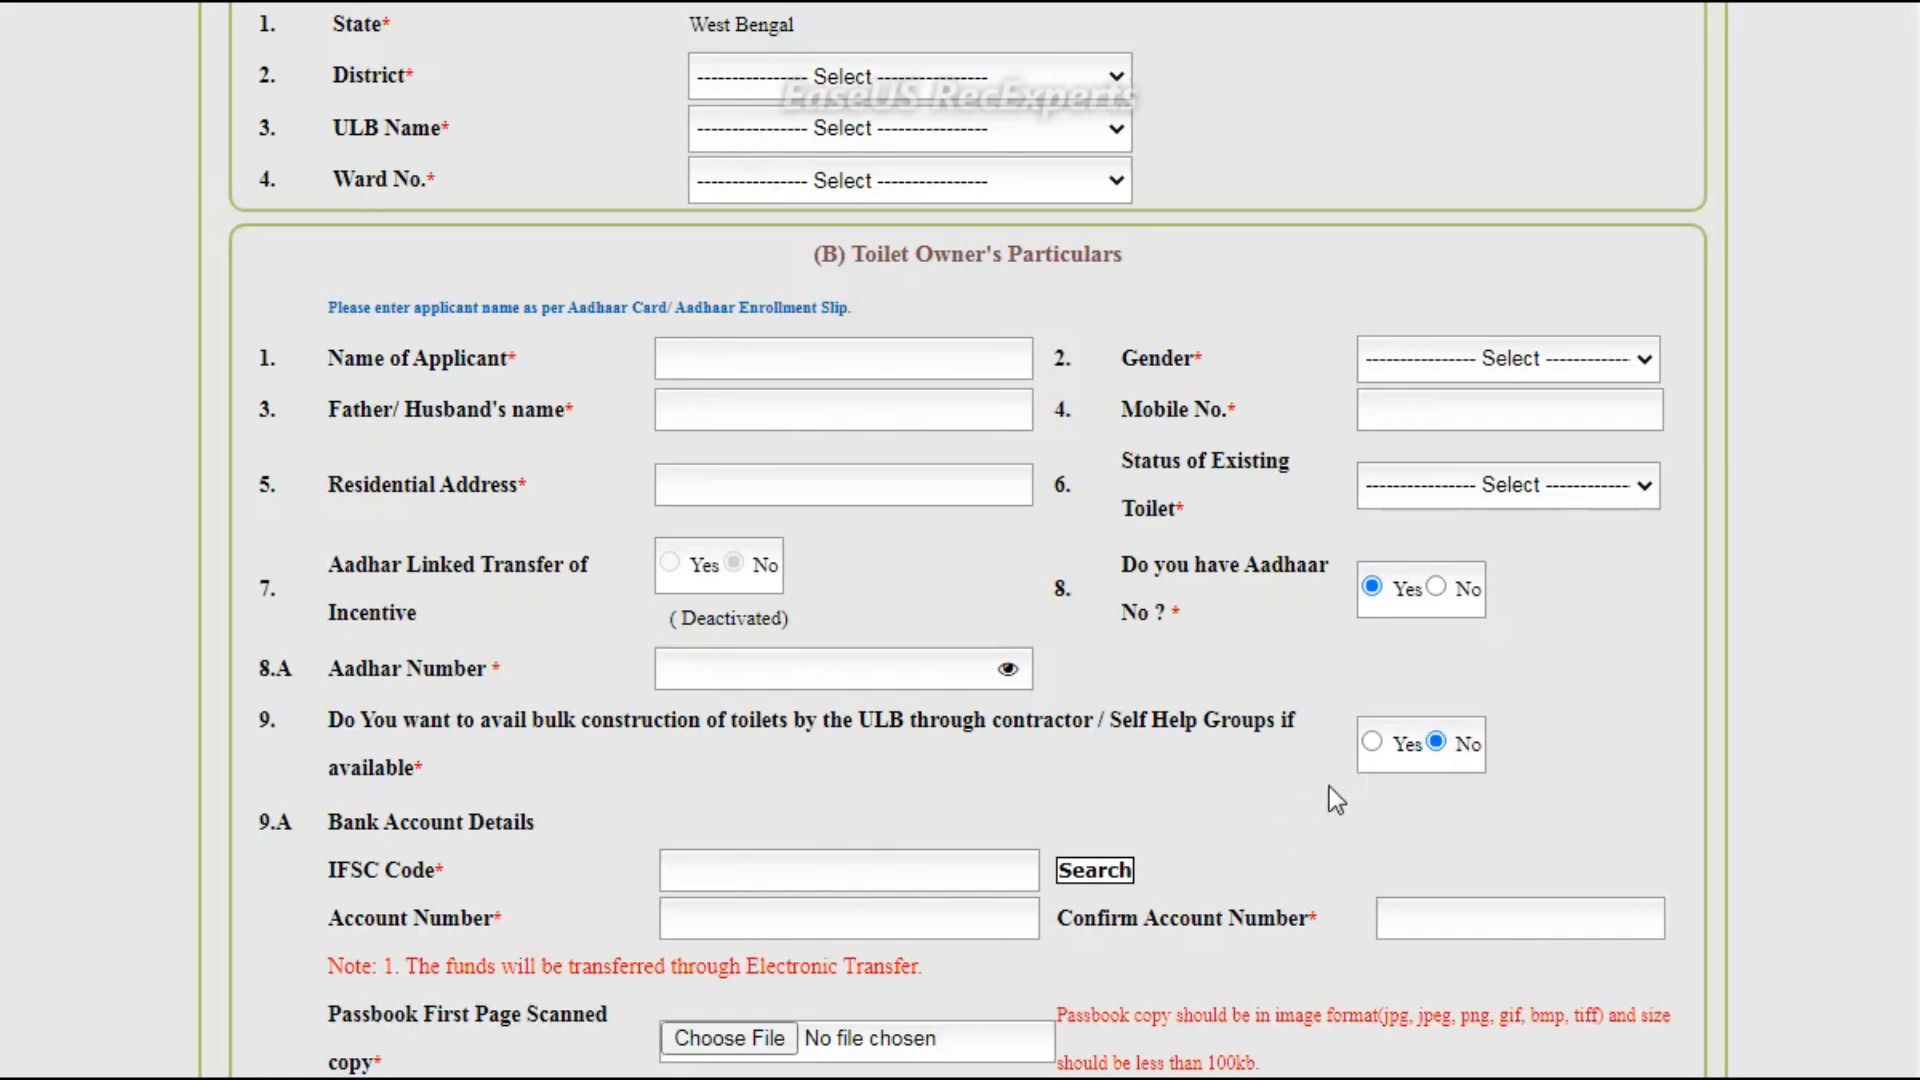 1. State* West Bengal
2. District* ---------------- Select ----------------
EaseUS RecExperts
3. ULB Name* ---------------- Select ----------------
4. Ward No.* ---------------- Select ----------------
(B) Toilet Owner's Particulars
Please enter applicant name as per Aadhaar Card/ Aadhaar Enrollment Slip.
1. Name of Applicant* 2. Gender* ---------------- Select ------------
3. Father/ Husband's name* 4. Mobile No.*
5. Residential Address* 6. Status of Existing Toilet* ---------------- Select ------------
7. Aadhar Linked Transfer of Incentive Yes No ( Deactivated) 8. Do you have Aadhaar No ? * Yes No
8.A Aadhar Number *
9. Do You want to avail bulk construction of toilets by the ULB through contractor / Self Help Groups if
available* Yes No
9.A Bank Account Details
IFSC Code* Search
Account Number* Confirm Account Number*
Note: 1. The funds will be transferred through Electronic Transfer.
Passbook First Page Scanned copy* Choose File No file chosen Passbook copy should be in image format(jpg, jpeg, png, gif, bmp, tiff) and size
should be less than 100kb.